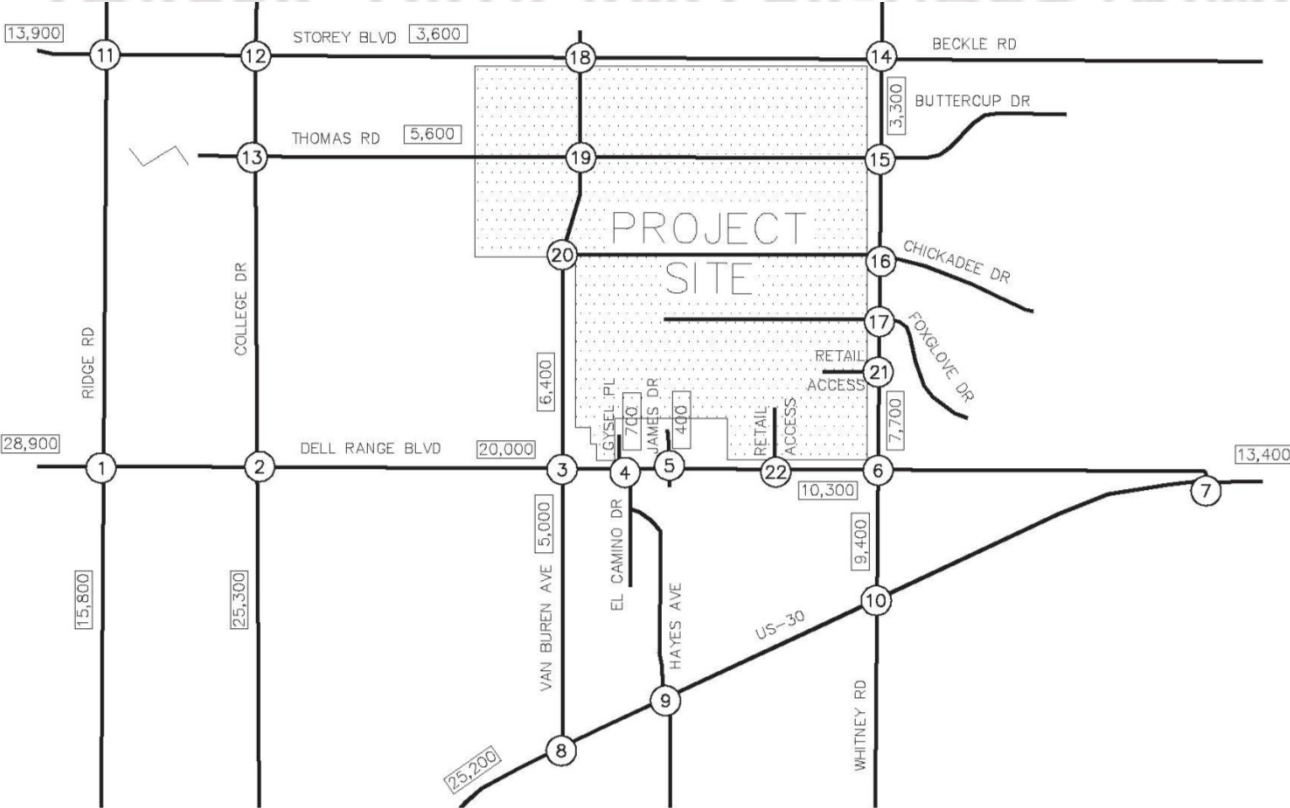 13,900
STOREY BLVD 3,600
BECKLE RD
11
12
18
14
3,300
BUTTERCUP DR
THOMAS RD 5,600
13
19
15
PROJECT
SITE
20
16
CHICKADEE DR
COLLEGE DR
RIDGE RD
17
FOXGLOVE DR
6,400
RETAIL
ACCESS
21
GYSEL PL
700
JAMES DR
400
RETAIL
ACCESS
7,700
28,900
DELL RANGE BLVD
20,000
13,400
1
2
3
4
5
22
6
7
10,300
5,000
EL CAMINO DR
9,400
15,800
25,300
VAN BUREN AVE
HAYES AVE
10
US-30
WHITNEY RD
9
8
25,200